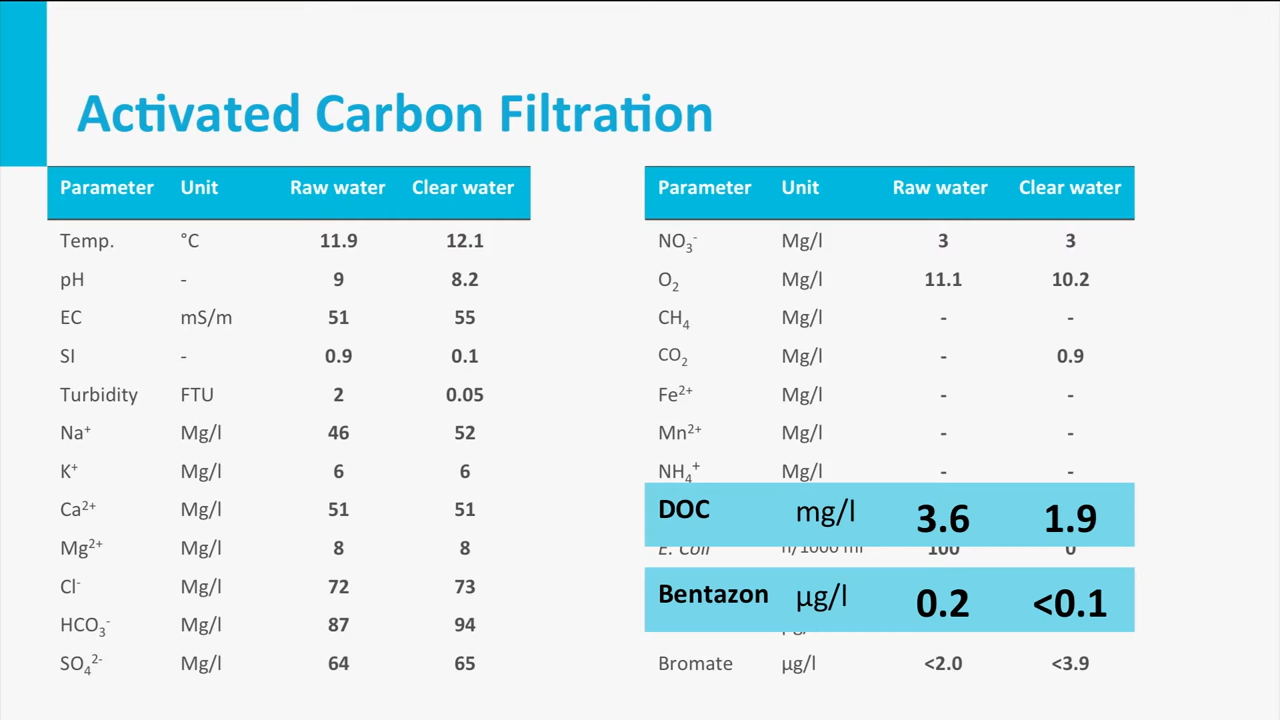 Activated Carbon Filtration
Parameter Unit Raw water Clear water
Temp. °C 11.9 12.1
pH - 9 8.2
EC mS/m 51 55
SI - 0.9 0.1
Turbidity FTU 2 0.05
Na⁺ Mg/l 46 52
K⁺ Mg/l 6 6
Ca²⁺ Mg/l 51 51
Mg²⁺ Mg/l 8 8
Cl⁻ Mg/l 72 73
HCO₃⁻ Mg/l 87 94
SO₄²⁻ Mg/l 64 65
Parameter Unit Raw water Clear water
NO₃⁻ Mg/l 3 3
O₂ Mg/l 11.1 10.2
CH₄ Mg/l - -
CO₂ Mg/l - 0.9
Fe²⁺ Mg/l - -
Mn²⁺ Mg/l - -
NH₄⁺ Mg/l - -
DOC mg/l 3.6 1.9
E. Coli n/1000 ml 100 0
Bentazon µg/l 0.2 <0.1
Bromate µg/l <2.0 <3.9